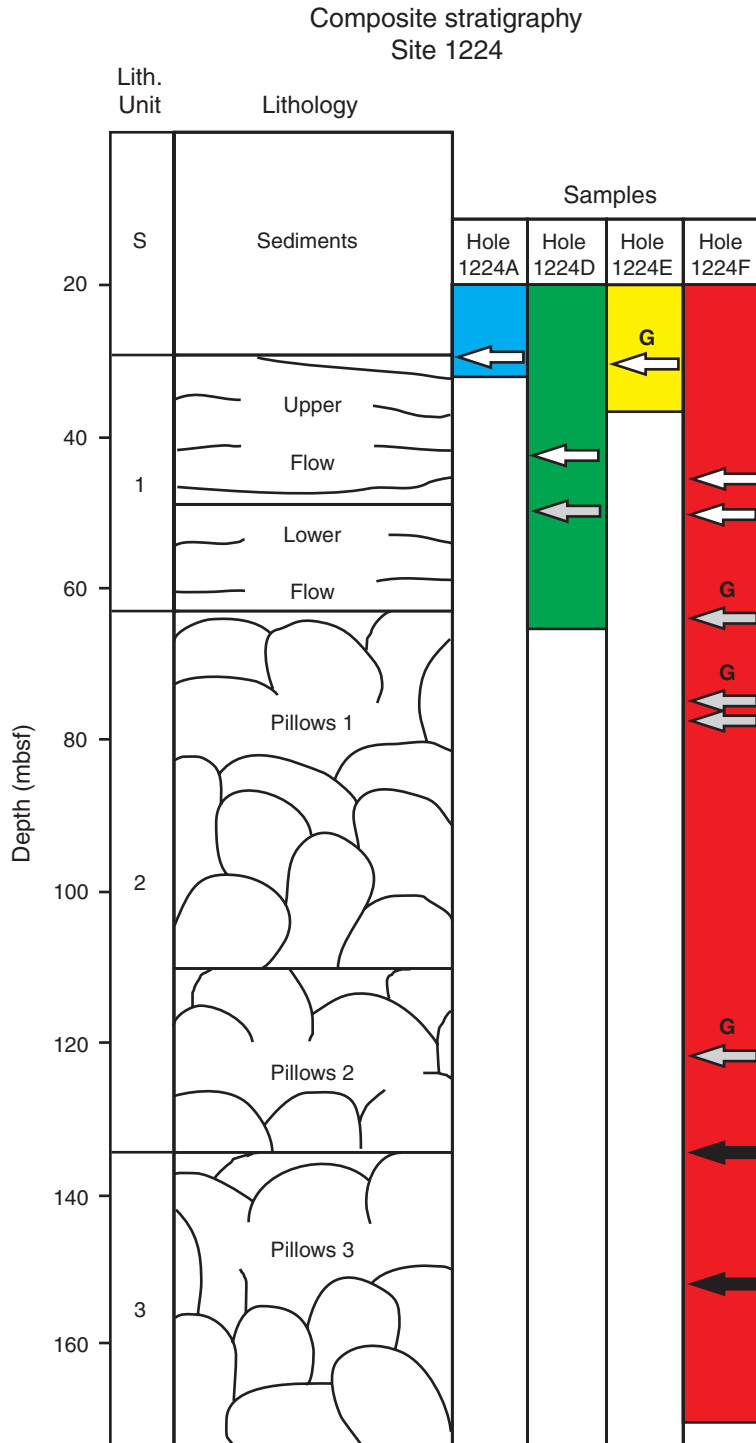 Composite stratigraphy
Site 1224
Lith.
Unit
Lithology
Samples
S
Sediments
Hole
1224A
Hole
1224D
Hole
1224E
Hole
1224F
20
G
Upper
40
Flow
1
Lower
60
Flow
G
G
Pillows 1
80
Depth (mbsf)
100
2
G
120
Pillows 2
140
Pillows 3
3
160